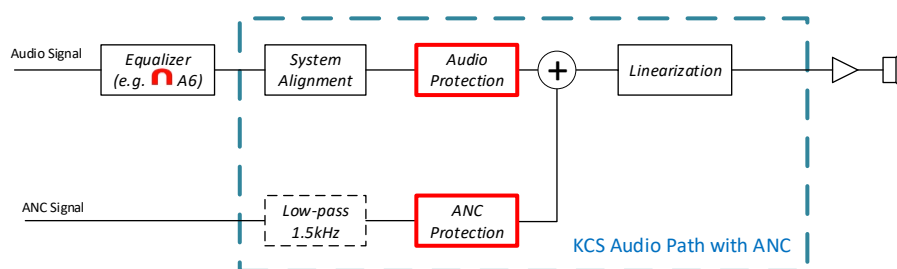 Audio Signal
Equalizer
(e.g. A6)
System
Alignment
Audio
Protection
+
Linearization
ANC Signal
Low-pass
1.5kHz
ANC
Protection
KCS Audio Path with ANC